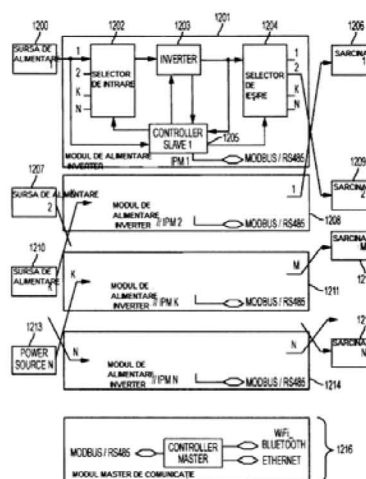 1200
1202
1203
1201
1204
1206
SURSA DE
ALIMENTARE
1
1
2
K
N
SELECTOR
DE INTRARE
INVERTER
SELECTOR
DE
IEȘIRE
1
2
K
N
SARCINA
1
CONTROLLER
SLAVE 1
1205
MODUL DE ALIMENTARE
INVERTER
IPM 1
MODBUS / RS485
1207
SURSA DE ALIMENTARE
2
MODUL DE
ALIMENTARE
INVERTER
// IPM 2
1
MODBUS / RS485
1208
1209
SARCINA
2
1210
SURSA DE
ALIMENTARE
K
MODUL DE
ALIMENTARE
INVERTER
// IPM K
M
MODBUS / RS485
1211
SARCINA
M
1213
POWER
SOURCE N
N
MODUL DE
ALIMENTARE
INVERTER
// IPM N
N
MODBUS / RS485
1214
SARCINA
N
MODBUS / RS485
CONTROLLER
MASTER
WiFi_
BLUETOOTH
ETHERNET
1216
MODUL MASTER DE COMUNICAȚIE